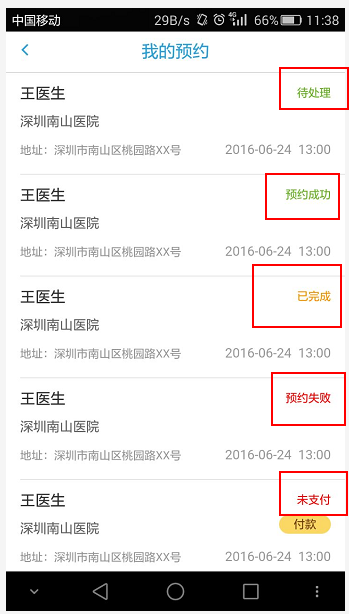 中国移动 29B/s 4G 66% 11:38
我的预约
王医生 待处理
深圳南山医院
地址：深圳市南山区桃园路XX号 2016-06-24 13:00
王医生 预约成功
深圳南山医院
地址：深圳市南山区桃园路XX号 2016-06-24 13:00
王医生 已完成
深圳南山医院
地址：深圳市南山区桃园路XX号 2016-06-24 13:00
王医生 预约失败
深圳南山医院
地址：深圳市南山区桃园路XX号 2016-06-24 13:00
王医生 未支付
深圳南山医院 付款
地址：深圳市南山区桃园路XX号 2016-06-24 13:00